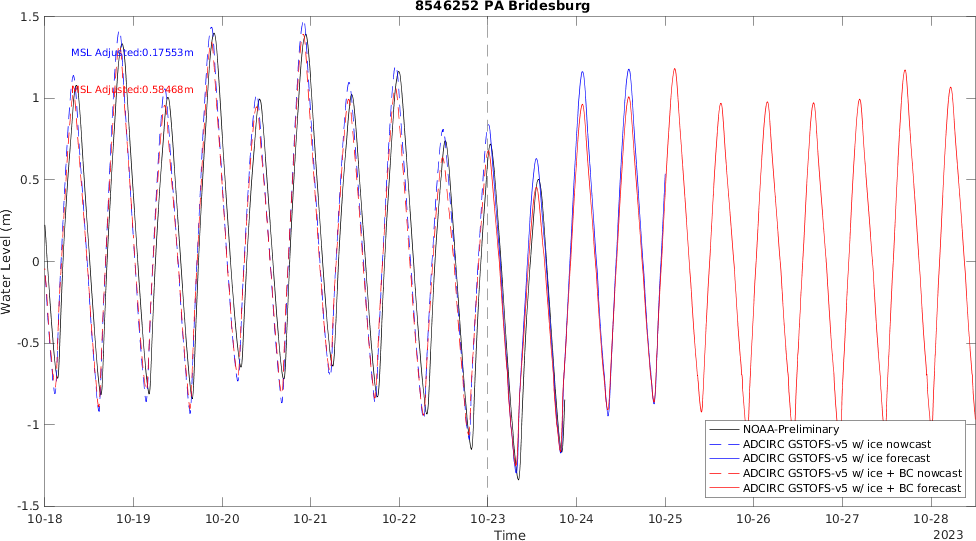 8546252 PA Bridesburg
MSL Adjusted:0.17553m
MSL Adjusted:0.58468m
Water Level (m)
1.5
1
0.5
0
-0.5
-1
-1.5
10-18
10-19
10-20
10-21
10-22
10-23
10-24
10-25
10-26
10-27
10-28
Time
2023
NOAA-Preliminary
ADCIRC GSTOFS-v5 w/ ice nowcast
ADCIRC GSTOFS-v5 w/ ice forecast
ADCIRC GSTOFS-v5 w/ ice + BC nowcast
ADCIRC GSTOFS-v5 w/ ice + BC forecast